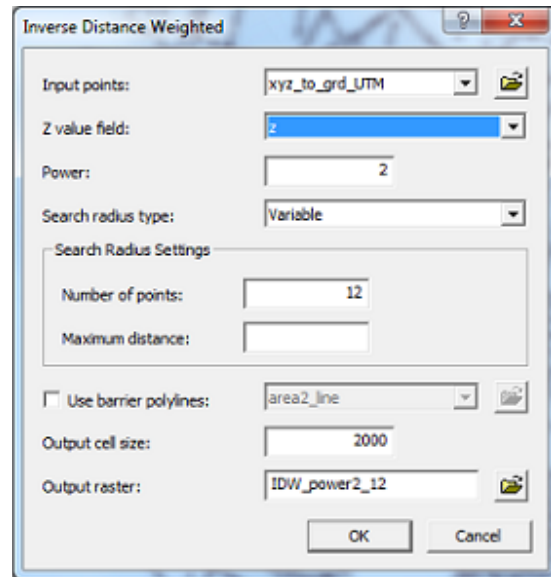 Inverse Distance Weighted
Input points: xyz_to_grd_UTM
Z value field: z
Power: 2
Search radius type: Variable
Search Radius Settings
Number of points: 12
Maximum distance:
Use barrier polylines: area2_line
Output cell size: 2000
Output raster: IDW_power2_12
OK Cancel